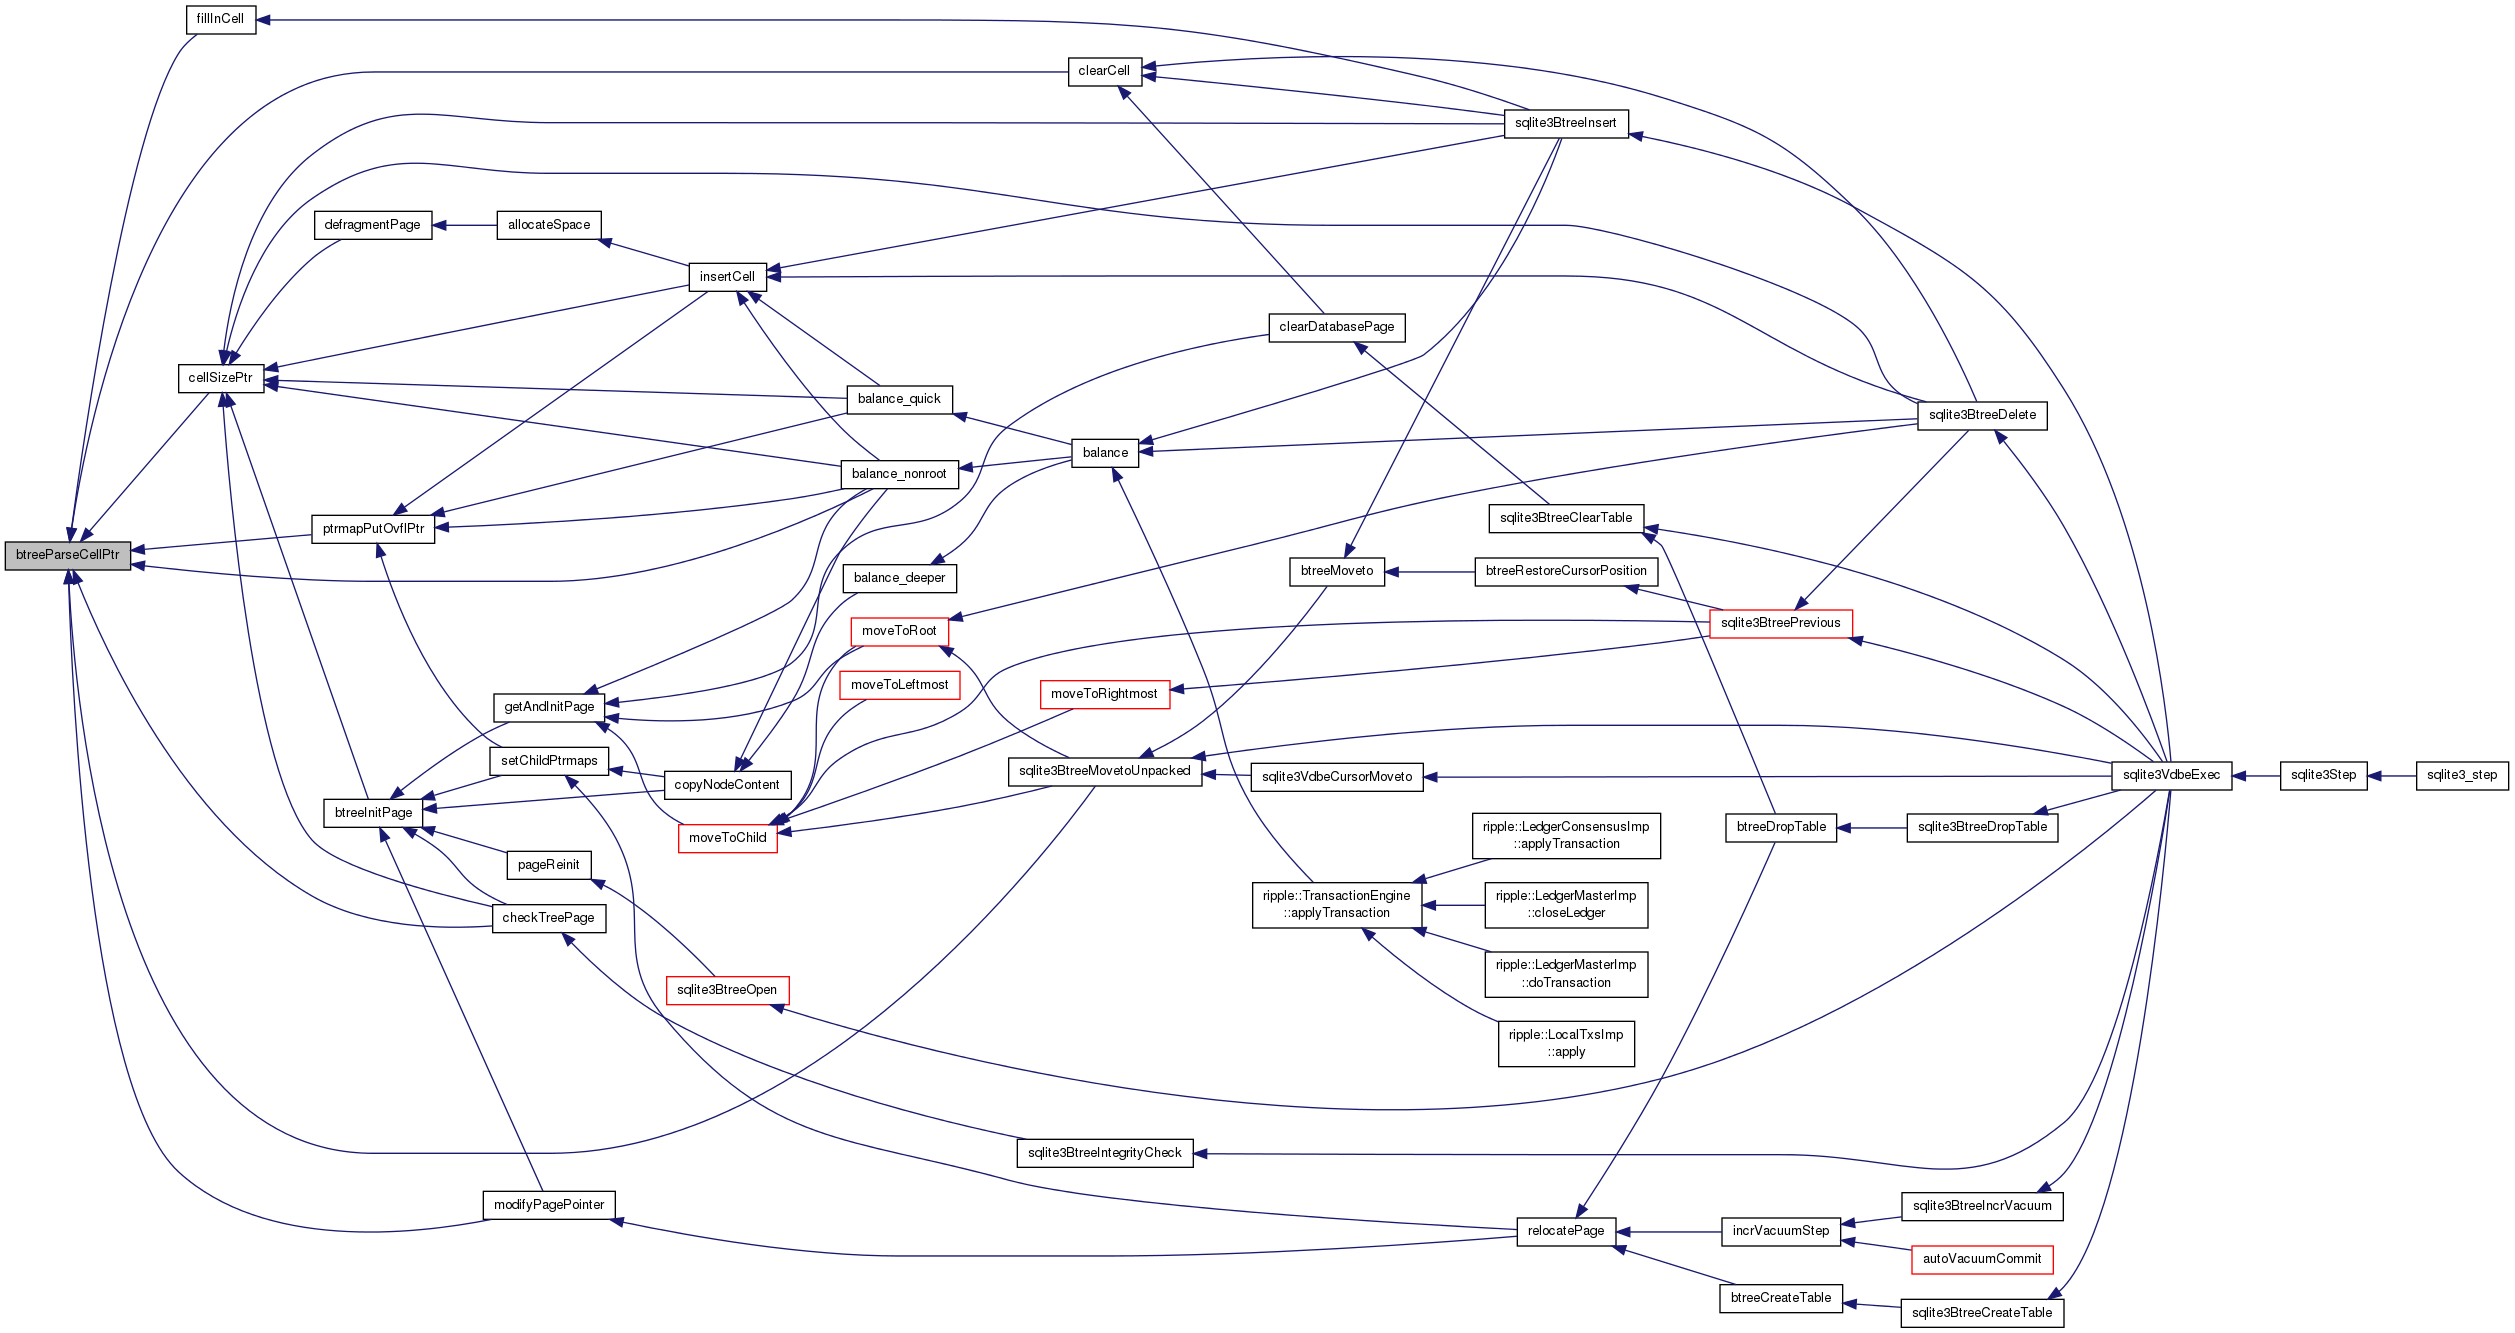 fillInCell
clearCell
sqlite3BtreeInsert
defragmentPage
allocateSpace
insertCell
clearDatabasePage
cellSizePtr
balance_quick
sqlite3BtreeDelete
balance
balance_nonroot
sqlite3BtreeClearTable
ptrmapPutOvflPtr
btreeParseCellPtr
btreeMoveto
btreeRestoreCursorPosition
balance_deeper
sqlite3BtreePrevious
moveToRoot
moveToLeftmost
moveToRightmost
getAndInitPage
setChildPtrmaps
sqlite3BtreeMovetoUnpacked
sqlite3VdbeCursorMoveto
sqlite3VdbeExec
sqlite3Step
sqlite3_step
copyNodeContent
btreeInitPage
moveToChild
btreeDropTable
sqlite3BtreeDropTable
ripple::LedgerConsensusImp
::applyTransaction
pageReinit
ripple::TransactionEngine
::applyTransaction
ripple::LedgerMasterImp
::closeLedger
checkTreePage
ripple::LedgerMasterImp
::doTransaction
sqlite3BtreeOpen
ripple::LocalTxsImp
::apply
sqlite3BtreeIntegrityCheck
modifyPagePointer
sqlite3BtreeIncrVacuum
relocatePage
incrVacuumStep
autoVacuumCommit
btreeCreateTable
sqlite3BtreeCreateTable